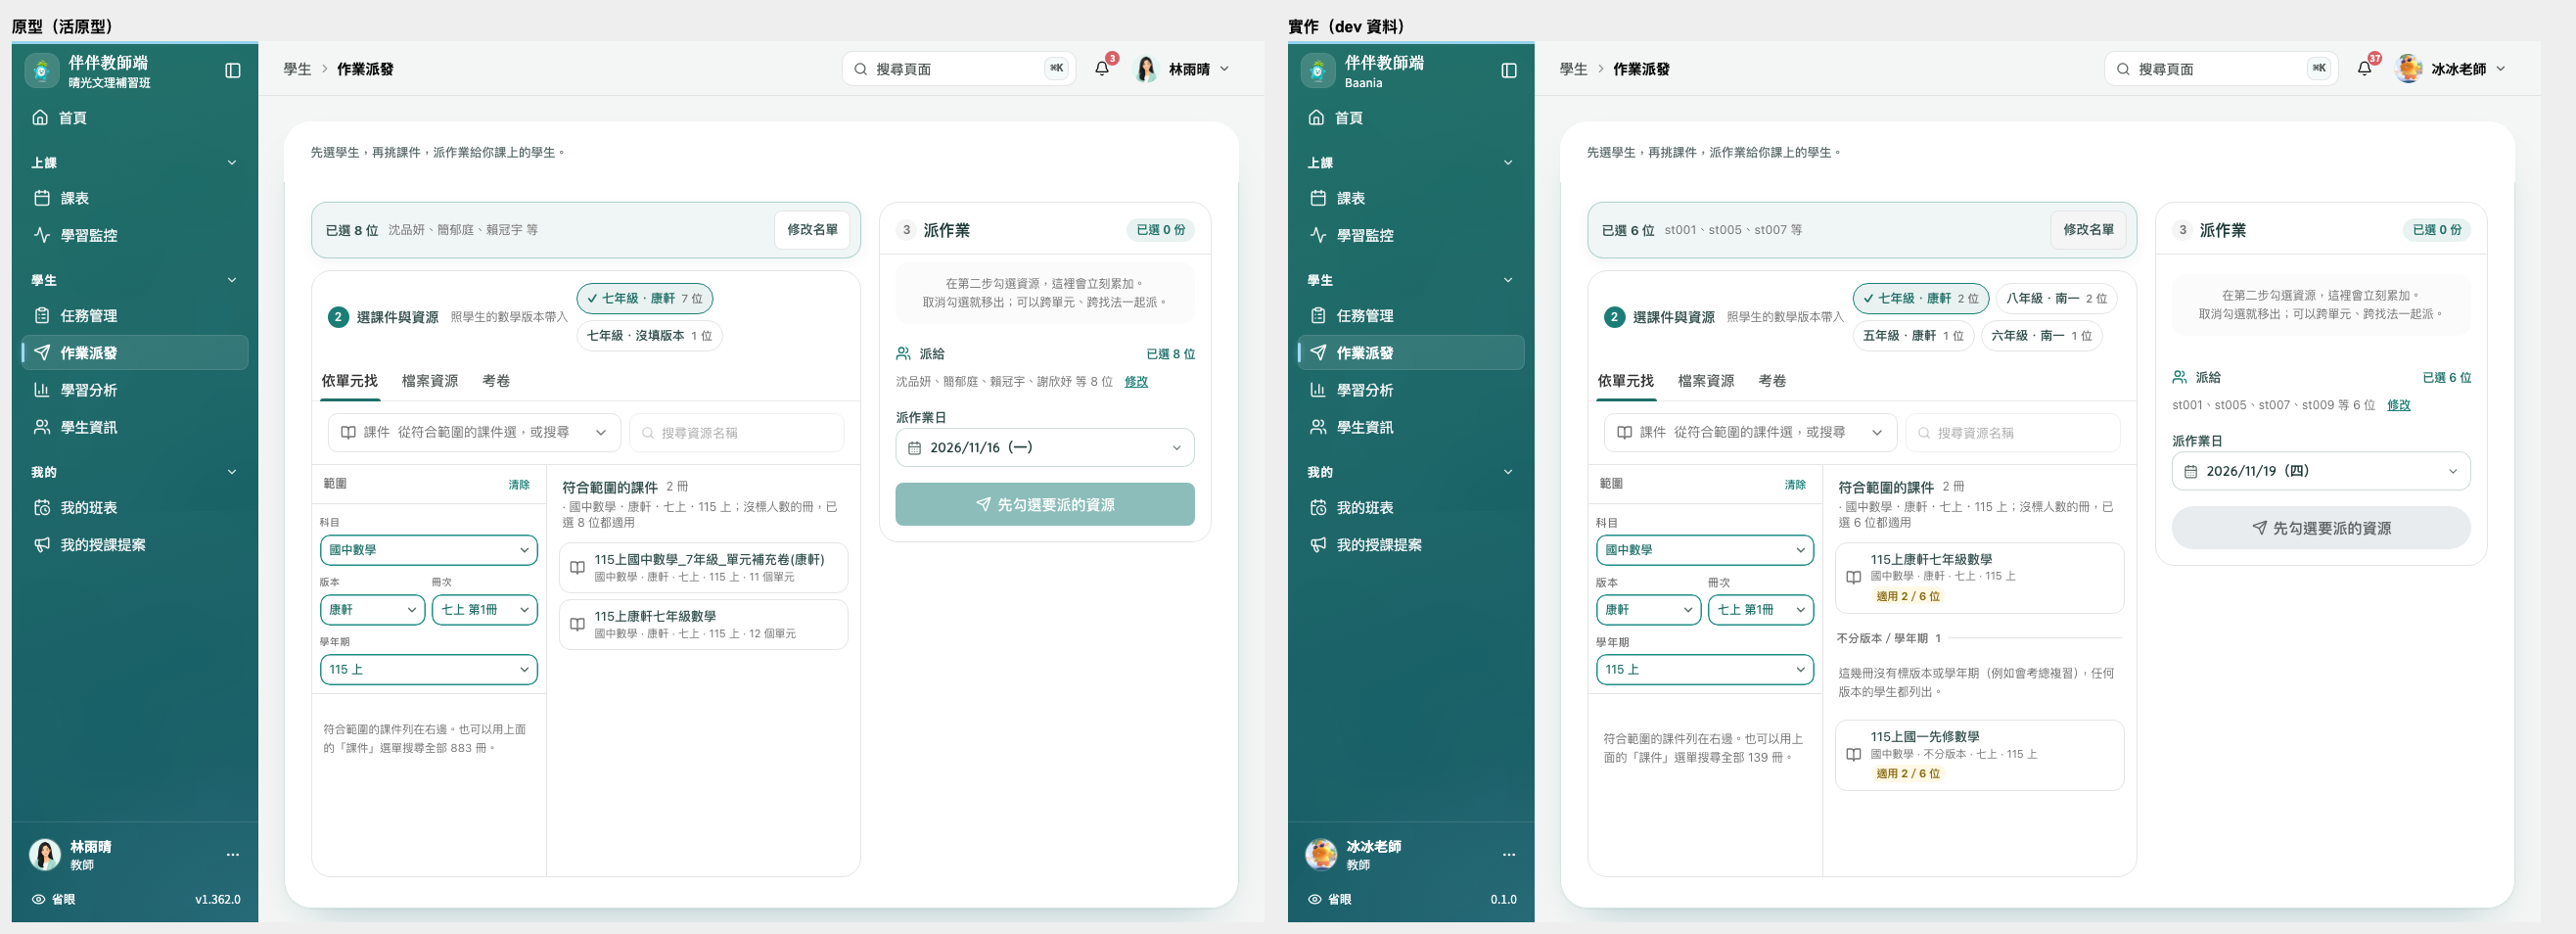 原型（活原型）
伴伴教師端
晴光文理補習班
首頁
上課
課表
學習監控
學生
任務管理
作業派發
學習分析
學生資訊
我的
我的班表
我的授課提案
林雨晴
教師
省眼
v1.362.0
學生
作業派發
搜尋頁面
⌘K
3
林雨晴
先選學生，再挑課件，派作業給你課上的學生。
已選 8 位 沈品妍、簡郁庭、賴冠宇 等
修改名單
2 選課件與資源 照學生的數學版本帶入
七年級 · 康軒 7 位
七年級 · 沒填版本 1 位
依單元找 檔案資源 考卷
課件 從符合範圍的課件選，或搜尋
搜尋資源名稱
範圍 清除
科目
國中數學
版本 冊次
康軒 七上 第1冊
學年期
115 上
符合範圍的課件列在右邊。也可以用上面
的「課件」選單搜尋全部 883 冊。
符合範圍的課件 2 冊
· 國中數學 · 康軒 · 七上 · 115 上；沒標人數的冊，已
選 8 位都適用
115上國中數學_7年級_單元補充卷(康軒)
國中數學 · 康軒 · 七上 · 115 上 · 11 個單元
115上康軒七年級數學
國中數學 · 康軒 · 七上 · 115 上 · 12 個單元
3 派作業 已選 0 份
在第二步勾選資源，這裡會立刻累加。
取消勾選就移出；可以跨單元、跨找法一起派。
派給 已選 8 位
沈品妍、簡郁庭、賴冠宇、謝欣妤 等 8 位 修改
派作業日
2026/11/16（一）
先勾選要派的資源
實作（dev 資料）
伴伴教師端
Baania
首頁
上課
課表
學習監控
學生
任務管理
作業派發
學習分析
學生資訊
我的
我的班表
我的授課提案
冰冰老師
教師
省眼
0.1.0
學生
作業派發
搜尋頁面
⌘K
37
冰冰老師
先選學生，再挑課件，派作業給你課上的學生。
已選 6 位 st001、st005、st007 等
修改名單
2 選課件與資源 照學生的數學版本帶入
七年級 · 康軒 2 位 八年級 · 南一 2 位
五年級 · 康軒 1 位 六年級 · 南一 1 位
依單元找 檔案資源 考卷
課件 從符合範圍的課件選，或搜尋
搜尋資源名稱
範圍 清除
科目
國中數學
版本 冊次
康軒 七上 第1冊
學年期
115 上
符合範圍的課件列在右邊。也可以用上
面的「課件」選單搜尋全部 139 冊。
符合範圍的課件 2 冊
· 國中數學 · 康軒 · 七上 · 115 上；沒標人數的冊，已
選 6 位都適用
115上康軒七年級數學
國中數學 · 康軒 · 七上 · 115 上
適用 2 / 6 位
不分版本 / 學年期 1
這幾冊沒有標版本或學年期（例如會考總複習），任何
版本的學生都列出。
115上國一先修數學
國中數學 · 不分版本 · 七上 · 115 上
適用 2 / 6 位
3 派作業 已選 0 份
在第二步勾選資源，這裡會立刻累加。
取消勾選就移出；可以跨單元、跨找法一起派。
派給 已選 6 位
st001、st005、st007、st009 等 6 位 修改
派作業日
2026/11/19（四）
先勾選要派的資源